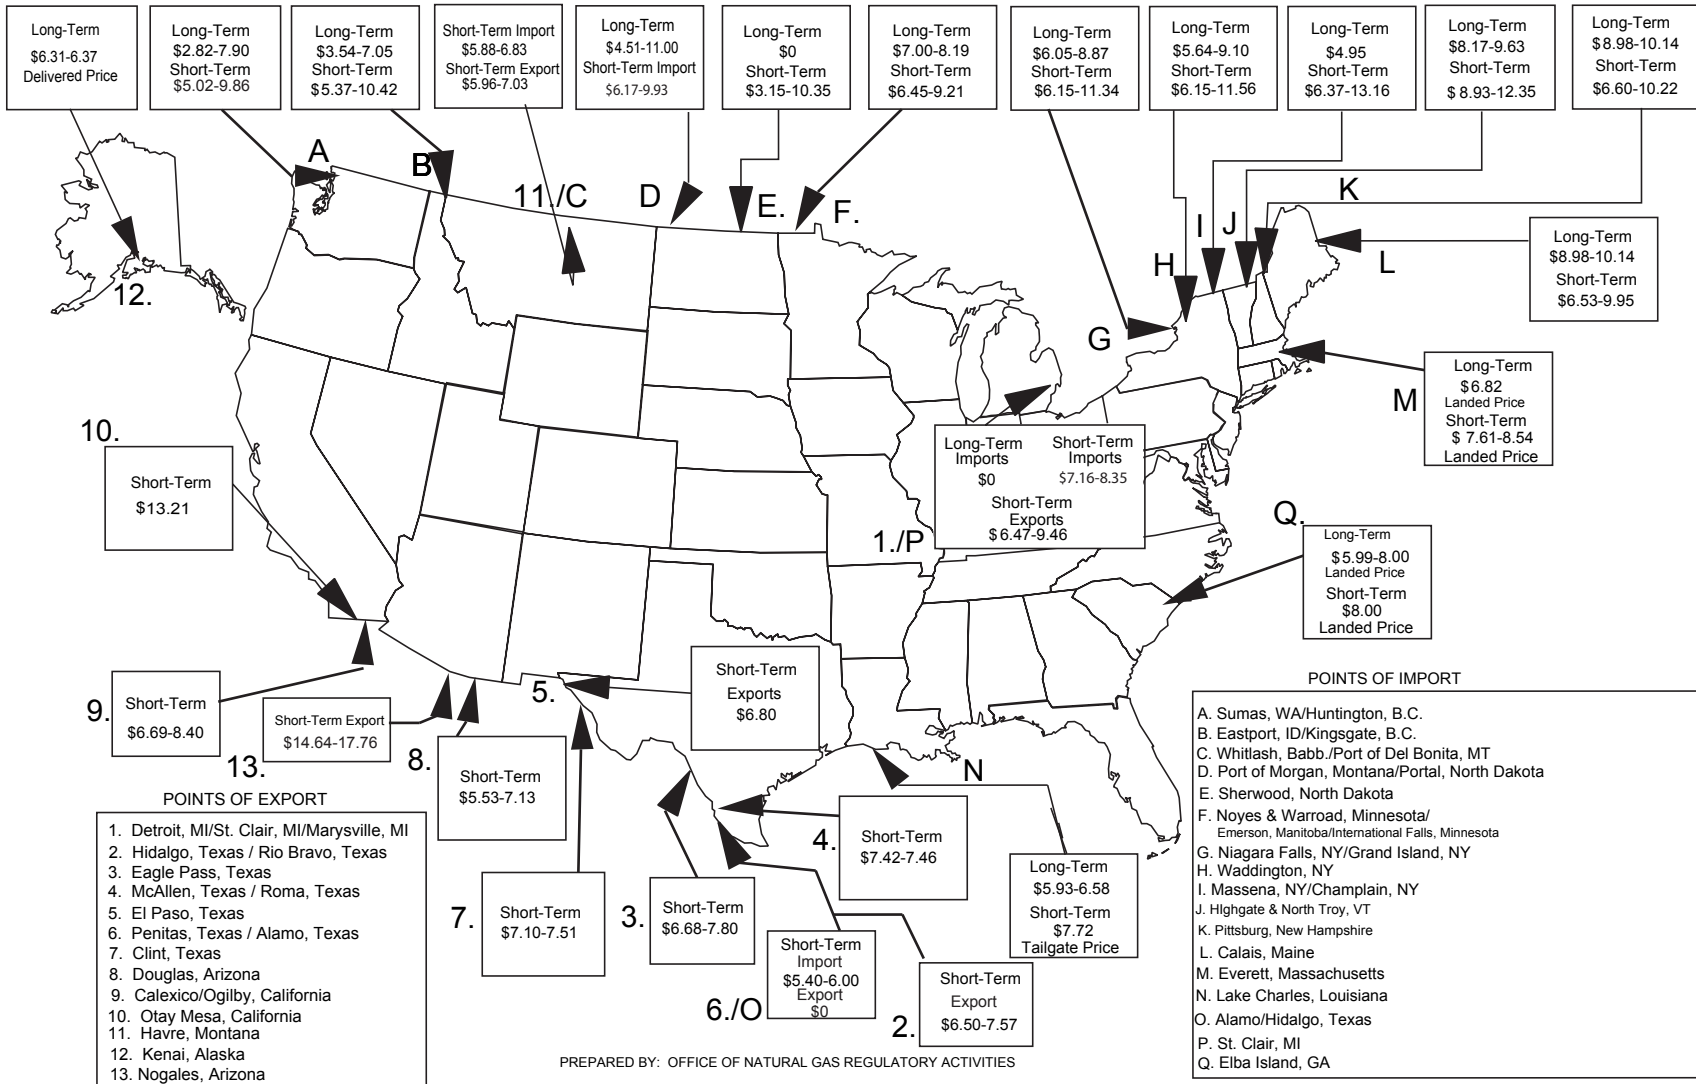 Long-Term
$6.31-6.37
Delivered Price
Long-Term
$2.82-7.90
Short-Term
$5.02-9.86
Long-Term
$3.54-7.05
Short-Term
$5.37-10.42
Short-Term Import
$5.88-6.83
Short-Term Export
$5.96-7.03
Long-Term
$4.51-11.00
Short-Term Import
$6.17-9.93
Long-Term
$0
Short-Term
$3.15-10.35
Long-Term
$7.00-8.19
Short-Term
$6.45-9.21
Long-Term
$6.05-8.87
Short-Term
$6.15-11.34
Long-Term
$5.64-9.10
Short-Term
$6.15-11.56
Long-Term
$4.95
Short-Term
$6.37-13.16
Long-Term
$8.17-9.63
Short-Term
$ 8.93-12.35
Long-Term
$8.98-10.14
Short-Term
$6.60-10.22
A
B
11./C
D
E.
F.
G
H
I
J
K
L
12.
Long-Term
$8.98-10.14
Short-Term
$6.53-9.95
M
Long-Term
$6.82
Landed Price
Short-Term
$ 7.61-8.54
Landed Price
10.
Short-Term
$13.21
Long-Term
Imports
$0
Short-Term
Imports
$7.16-8.35
Short-Term
Exports
$6.47-9.46
1./P
Q.
Long-Term
$5.99-8.00
Landed Price
Short-Term
$8.00
Landed Price
9.
Short-Term
$6.69-8.40
13.
Short-Term Export
$14.64-17.76
8.
Short-Term
$5.53-7.13
5.
Short-Term
Exports
$6.80
N
Long-Term
$5.93-6.58
Short-Term
$7.72
Tailgate Price
4.
Short-Term
$7.42-7.46
7.
Short-Term
$7.10-7.51
3.
Short-Term
$6.68-7.80
6./O
Short-Term
Import
$5.40-6.00
Export
$0
2.
Short-Term
Export
$6.50-7.57
POINTS OF EXPORT
1. Detroit, MI/St. Clair, MI/Marysville, MI
2. Hidalgo, Texas / Rio Bravo, Texas
3. Eagle Pass, Texas
4. McAllen, Texas / Roma, Texas
5. El Paso, Texas
6. Penitas, Texas / Alamo, Texas
7. Clint, Texas
8. Douglas, Arizona
9. Calexico/Ogilby, California
10. Otay Mesa, California
11. Havre, Montana
12. Kenai, Alaska
13. Nogales, Arizona
POINTS OF IMPORT
A. Sumas, WA/Huntington, B.C.
B. Eastport, ID/Kingsgate, B.C.
C. Whitlash, Babb./Port of Del Bonita, MT
D. Port of Morgan, Montana/Portal, North Dakota
E. Sherwood, North Dakota
F. Noyes & Warroad, Minnesota/
Emerson, Manitoba/International Falls, Minnesota
G. Niagara Falls, NY/Grand Island, NY
H. Waddington, NY
I. Massena, NY/Champlain, NY
J. HIghgate & North Troy, VT
K. Pittsburg, New Hampshire
L. Calais, Maine
M. Everett, Massachusetts
N. Lake Charles, Louisiana
O. Alamo/Hidalgo, Texas
P. St. Clair, MI
Q. Elba Island, GA
PREPARED BY: OFFICE OF NATURAL GAS REGULATORY ACTIVITIES